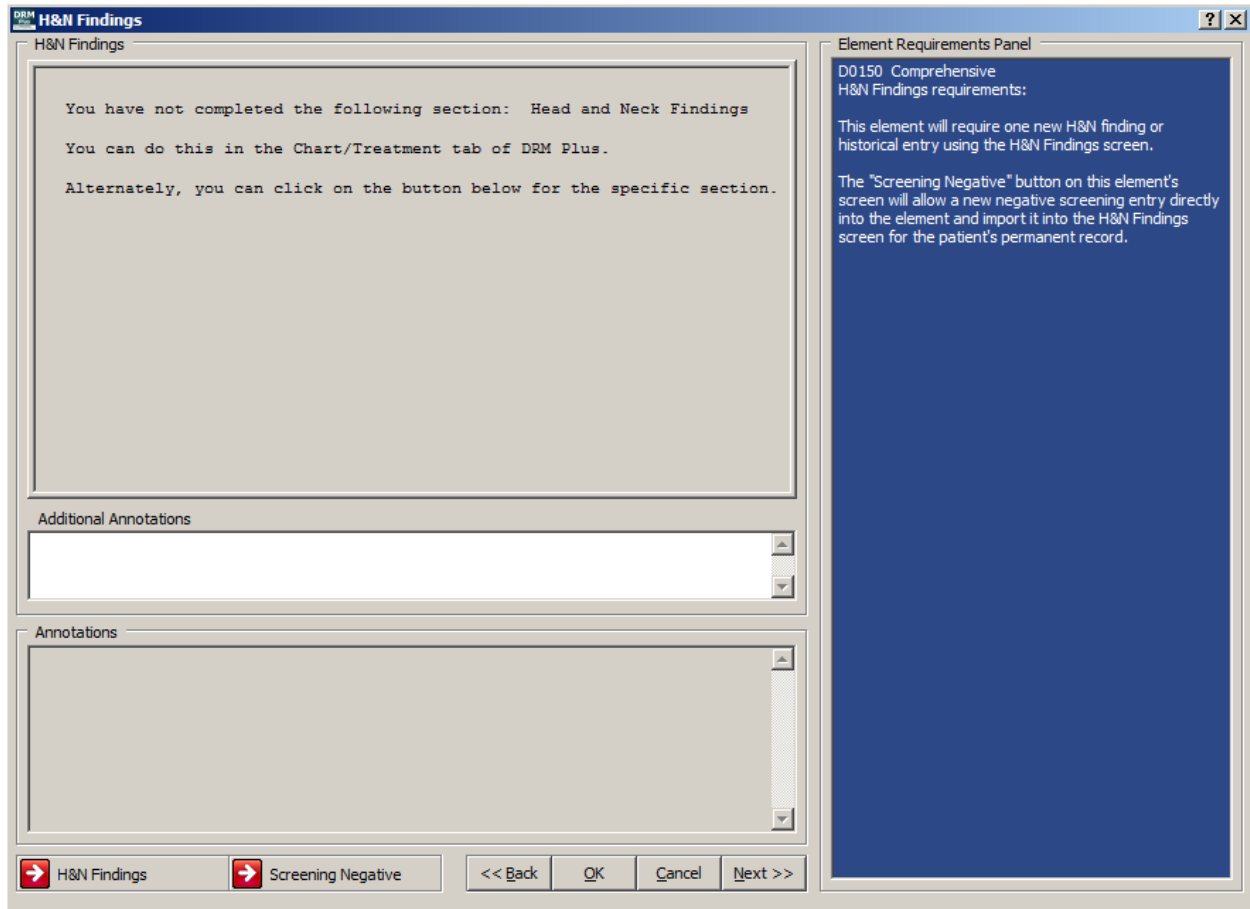 DRM Plus H&N Findings
H&N Findings
You have not completed the following section: Head and Neck Findings
You can do this in the Chart/Treatment tab of DRM Plus.
Alternately, you can click on the button below for the specific section.
Additional Annotations
Annotations
H&N Findings
Screening Negative
<< Back
OK
Cancel
Next >>
Element Requirements Panel
D0150 Comprehensive
H&N Findings requirements:
This element will require one new H&N finding or
historical entry using the H&N Findings screen.
The "Screening Negative" button on this element's
screen will allow a new negative screening entry directly
into the element and import it into the H&N Findings
screen for the patient's permanent record.